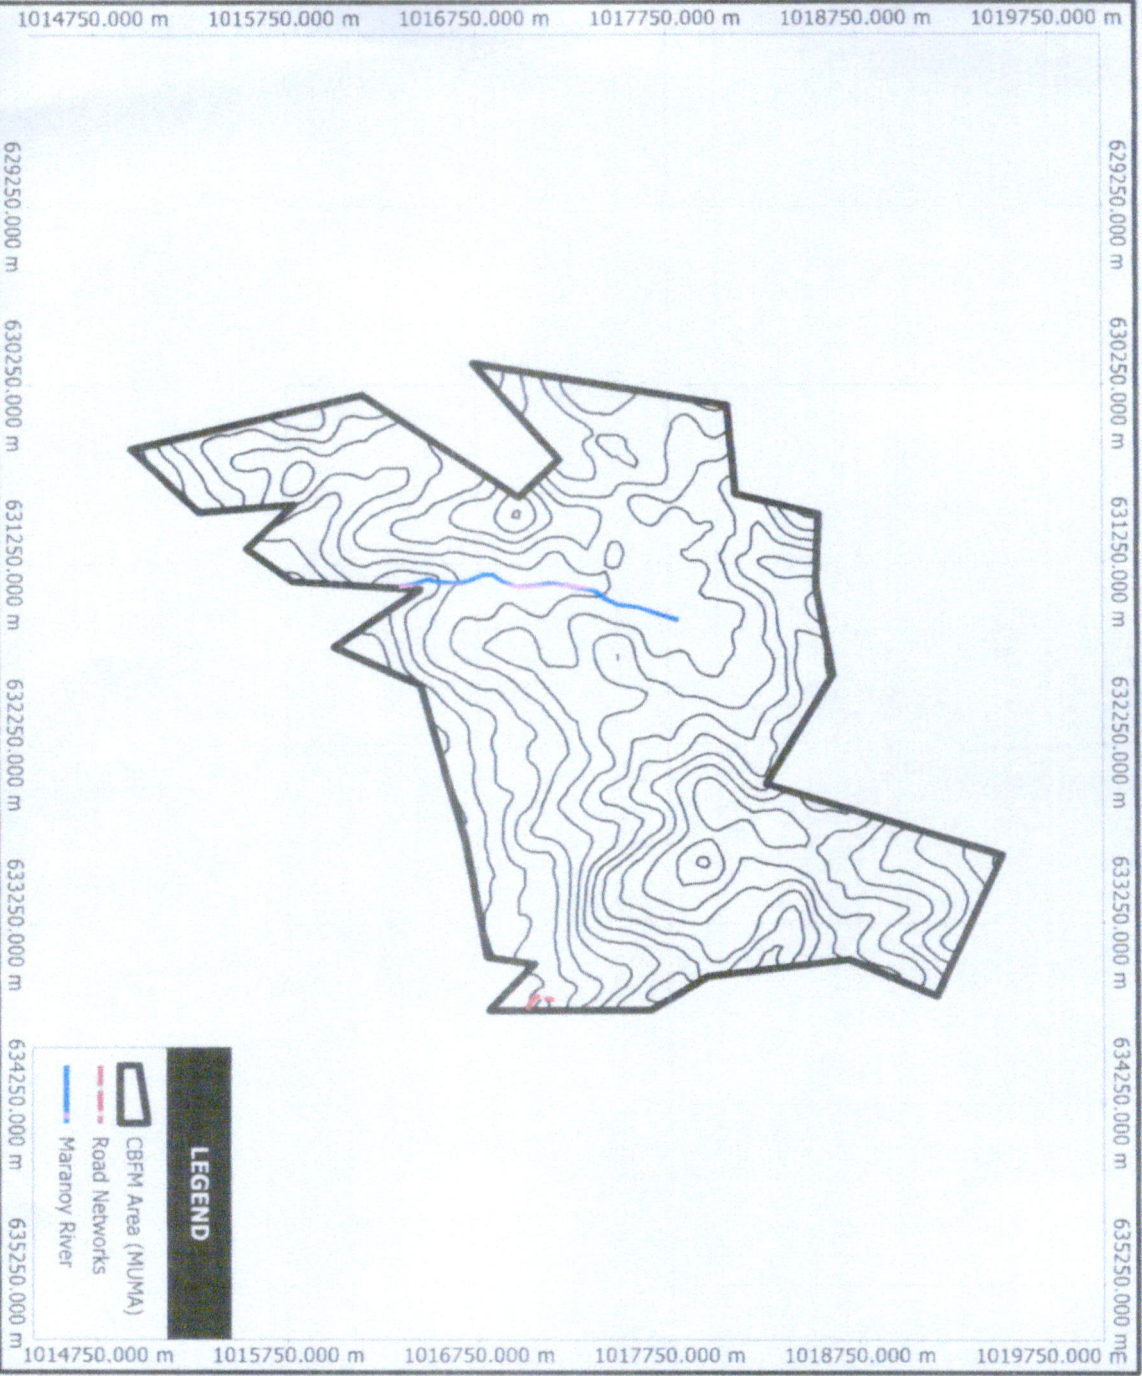 1014750.000 m
1015750.000 m
1016750.000 m
1017750.000 m
1018750.000 m
1019750.000 m
629250.000 m
630250.000 m
631250.000 m
632250.000 m
633250.000 m
634250.000 m
635250.000 m
629250.000 m
630250.000 m
631250.000 m
632250.000 m
633250.000 m
634250.000 m
635250.000 m
LEGEND
CBFM Area (MUMA)
Road Networks
Maranoy River
1014750.000 m
1015750.000 m
1016750.000 m
1017750.000 m
1018750.000 m
1019750.000 m